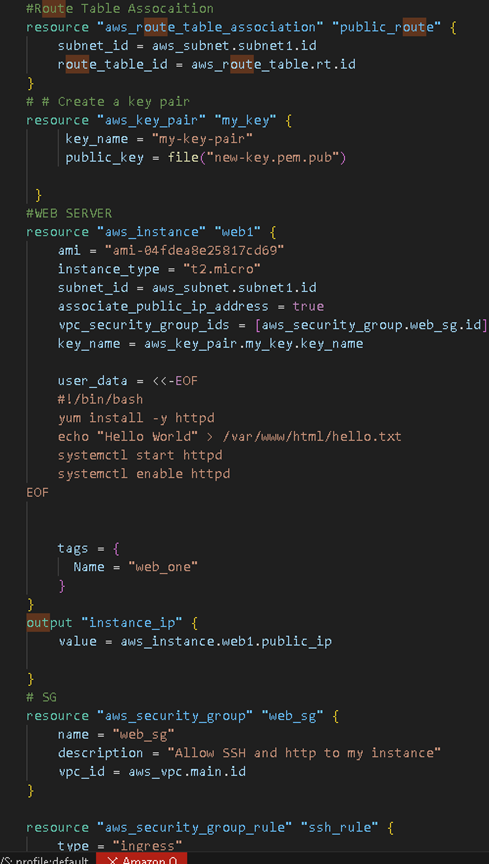 #Route Table Assocaition
resource "aws_route_table_association" "public_route" {
    subnet_id = aws_subnet.subnet1.id
    route_table_id = aws_route_table.rt.id
}
# # Create a key pair
resource "aws_key_pair" "my_key" {
     key_name = "my-key-pair"
     public_key = file("new-key.pem.pub")
 }
#WEB SERVER
resource "aws_instance" "web1" {
    ami = "ami-04fdea8e25817cd69"
    instance_type = "t2.micro"
    subnet_id = aws_subnet.subnet1.id
    associate_public_ip_address = true
    vpc_security_group_ids = [aws_security_group.web_sg.id]
    key_name = aws_key_pair.my_key.key_name
    user_data = <<-EOF
    #!/bin/bash
    yum install -y httpd
    echo "Hello World" > /var/www/html/hello.txt
    systemctl start httpd
    systemctl enable httpd
EOF
    tags = {
      Name = "web_one"
    }
}
output "instance_ip" {
    value = aws_instance.web1.public_ip
}
# SG
resource "aws_security_group" "web_sg" {
    name = "web_sg"
    description = "Allow SSH and http to my instance"
    vpc_id = aws_vpc.main.id
}
resource "aws_security_group_rule" "ssh_rule" {
    type = "ingress"
/S: profile:default Amazon Q